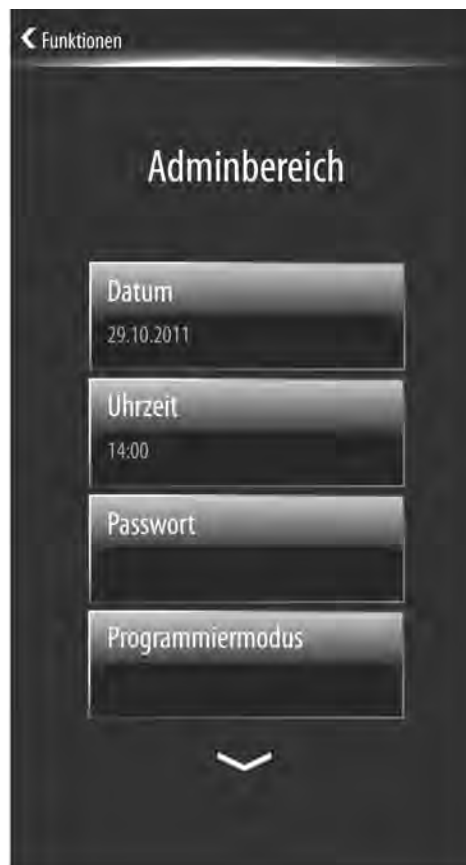 Funktionen
Adminbereich
Datum
29.10.2011
Uhrzeit
14:00
Passwort
Programmiermodus